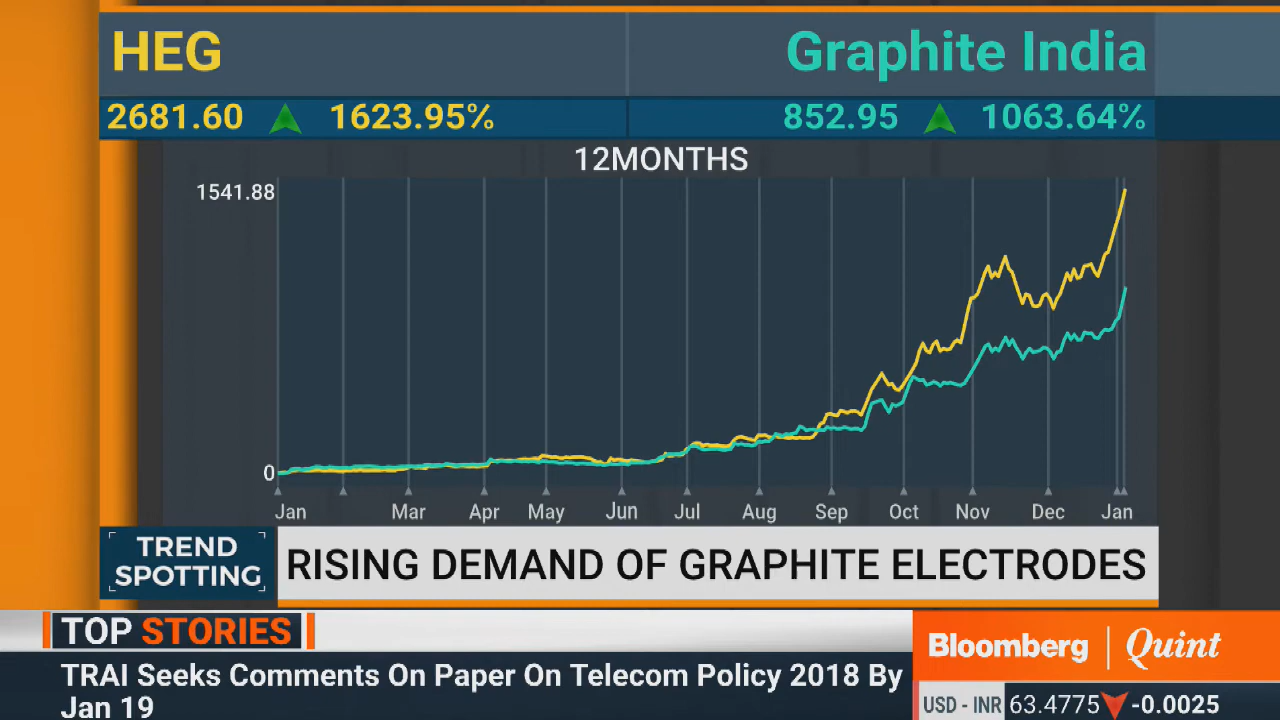 HEG
Graphite India
2681.60 1623.95%
852.95 1063.64%
12MONTHS
1541.88
0
Jan Mar Apr May Jun Jul Aug Sep Oct Nov Dec Jan
TREND
SPOTTING
RISING DEMAND OF GRAPHITE ELECTRODES
TOP STORIES
TRAI Seeks Comments On Paper On Telecom Policy 2018 By
Jan 19
Bloomberg | Quint
USD - INR 63.4775 -0.0025